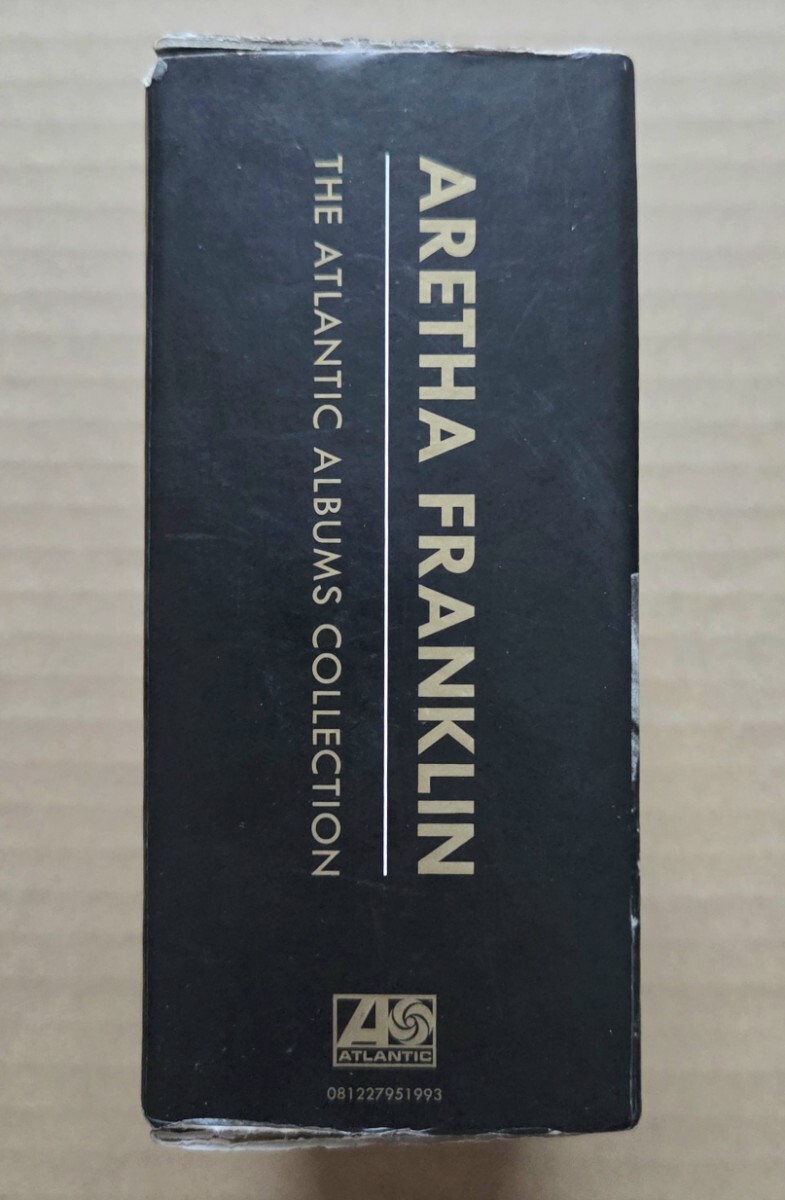 ARETHA FRANKLIN
THE ATLANTIC ALBUMS COLLECTION
A
ATLANTIC
081227951993